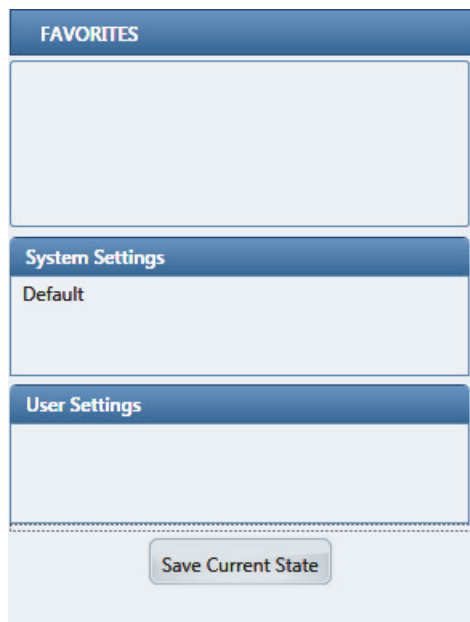 FAVORITES
System Settings
Default
User Settings
Save Current State